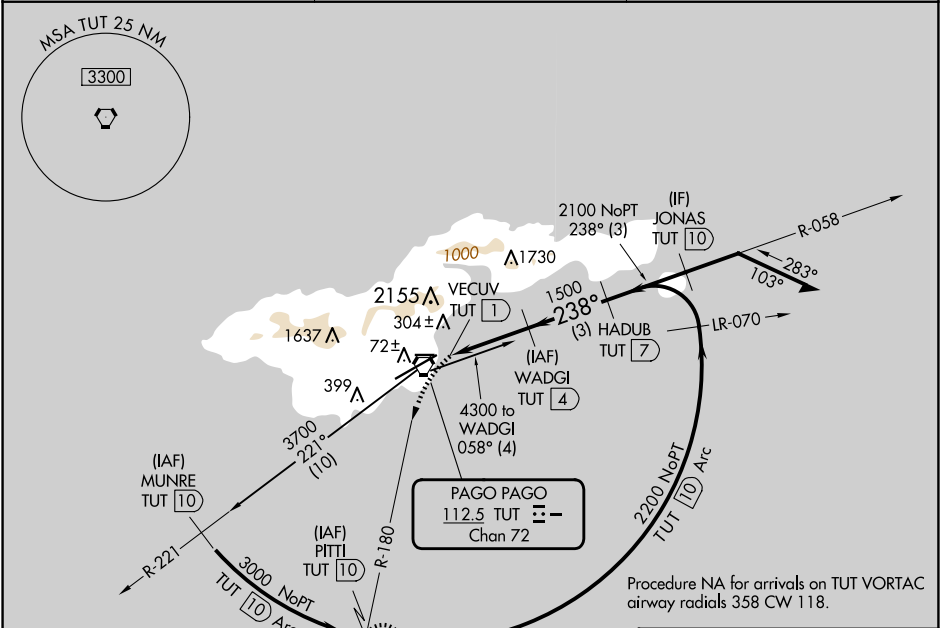 MSA TUT 25 NM
3300
(IF)
JONAS
TUT 10
2100 NoPT
238° (3)
R-058
283°
103°
1000
1730
2155
VECUV
TUT 1
1500
238°
(3)
304±
HADUB
TUT 7
LR-070
1637
72±
(IAF)
WADGI
TUT 4
399
4300 to
WADGI
058° (4)
3700
221°
(10)
(IAF)
MUNRE
TUT 10
PAGO PAGO
112.5 TUT
Chan 72
2200 NoPT
TUT 10 Arc
R-180
(IAF)
PITTI
TUT 10
R-221
3000 NoPT
TUT 10 Arc
Procedure NA for arrivals on TUT VORTAC
airway radials 358 CW 118.